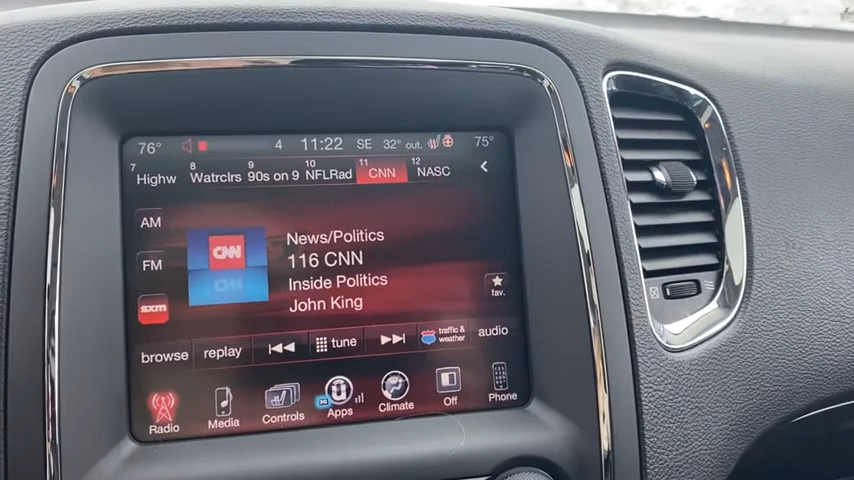 76° 4 11:22 SE 32° out. 75°
7 Highw 8 Watrclrs 9 90s on 9 10 NFLRad 11 CNN 12 NASC
AM
FM
sxm
CNN
News/Politics
116 CNN
Inside Politics
John King
fav.
browse replay tune traffic & weather audio
Radio Media Controls 3G Apps Climate Off Phone